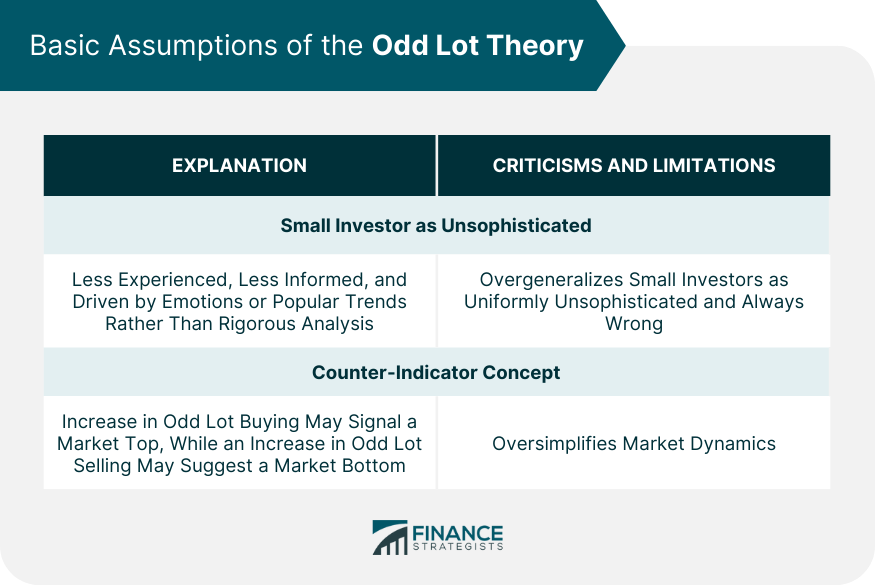 Basic Assumptions of the Odd Lot Theory
EXPLANATION
CRITICISMS AND LIMITATIONS
Small Investor as Unsophisticated
Less Experienced, Less Informed, and
Driven by Emotions or Popular Trends
Rather Than Rigorous Analysis
Overgeneralizes Small Investors as
Uniformly Unsophisticated and Always
Wrong
Counter-Indicator Concept
Increase in Odd Lot Buying May Signal a
Market Top, While an Increase in Odd Lot
Selling May Suggest a Market Bottom
Oversimplifies Market Dynamics
FINANCE
STRATEGISTS